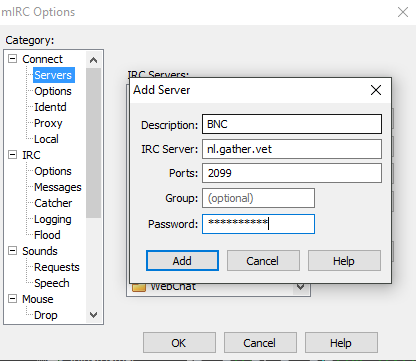 mIRC Options
Category:
Connect
Servers
Options
Identd
Proxy
Local
IRC
Options
Messages
Catcher
Logging
Flood
Sounds
Requests
Speech
Mouse
Drop
IRC Servers:
Add Server
Description: BNC
IRC Server: nl.gather.vet
Ports: 2099
Group: (optional)
Password: **********
Add Cancel Help
WebChat
OK Cancel Help